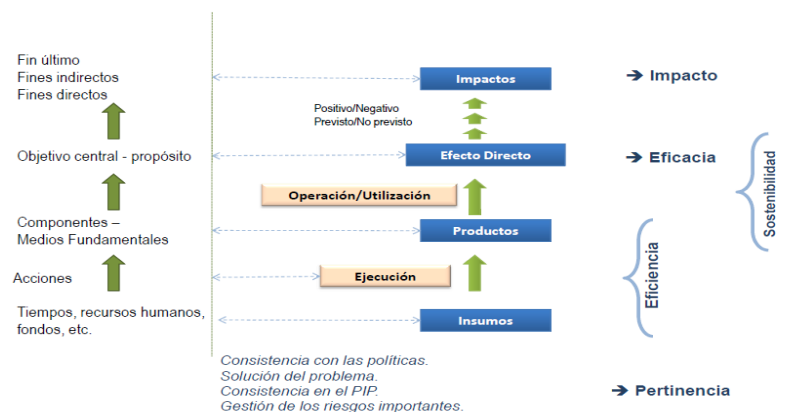 Fin último
Fines indirectos
Fines directos
Impactos
➔ Impacto
Positivo/Negativo
Previsto/No previsto
Objetivo central - propósito
Efecto Directo
➔ Eficacia
Operación/Utilización
Sostenibilidad
Componentes –
Medios Fundamentales
Productos
Acciones
Ejecución
Eficiencia
Tiempos, recursos humanos,
fondos, etc.
Insumos
Consistencia con las políticas.
Solución del problema.
Consistencia en el PIP.
Gestión de los riesgos importantes.
➔ Pertinencia